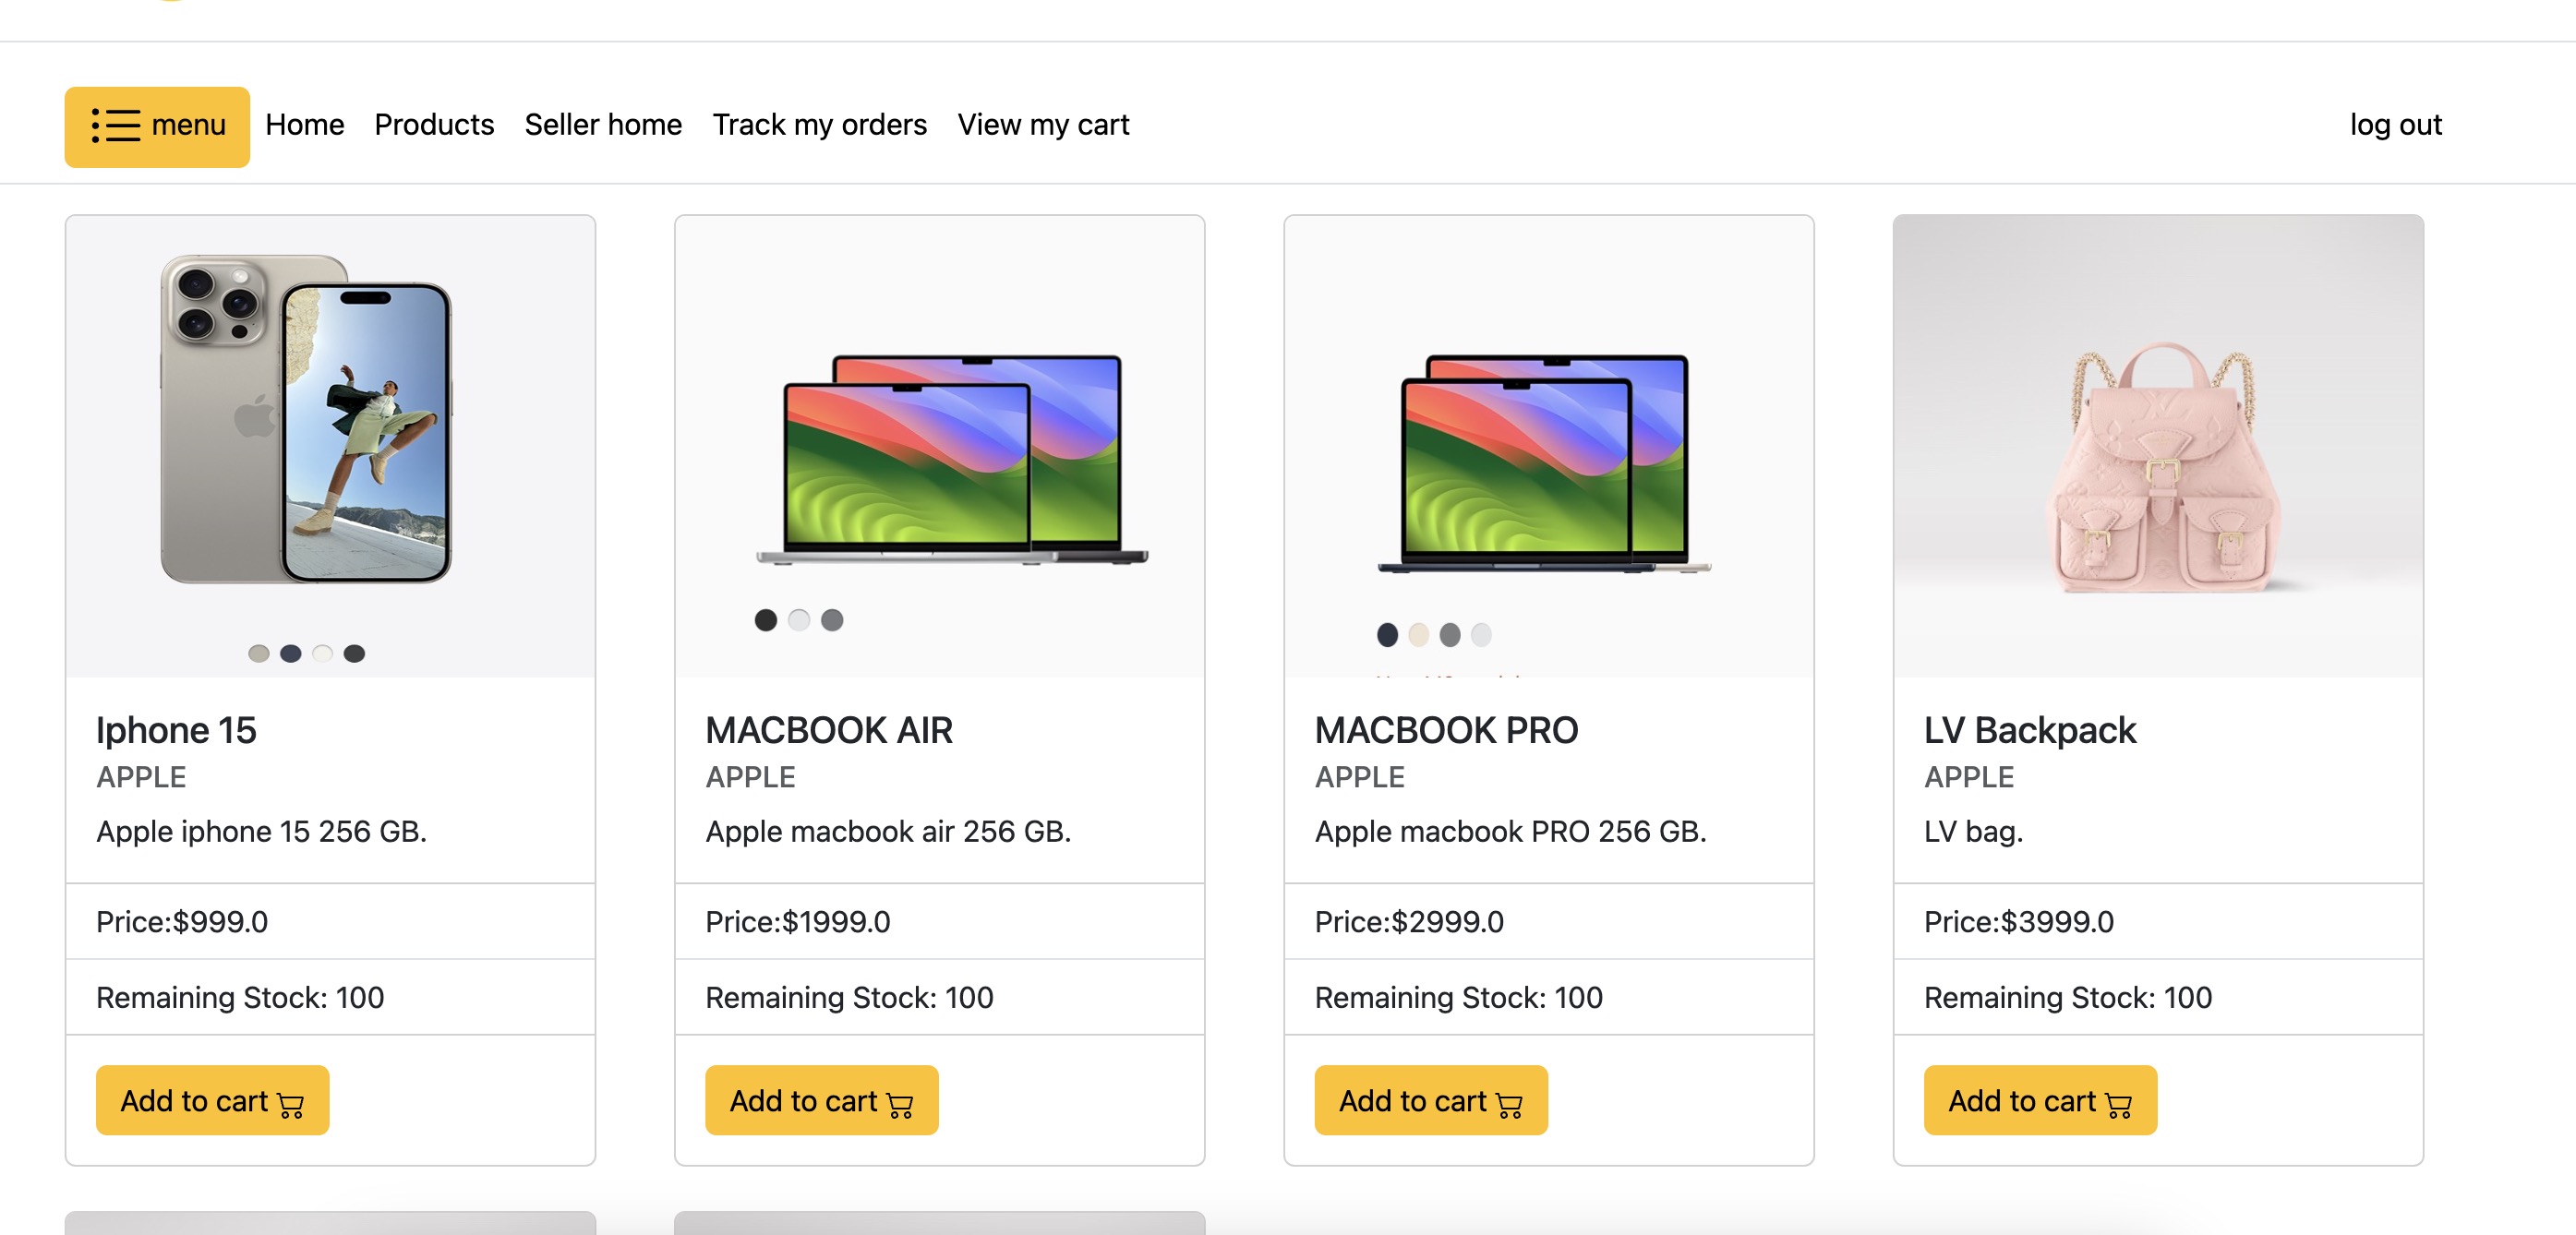 menu Home Products Seller home Track my orders View my cart log out
Iphone 15
APPLE
Apple iphone 15 256 GB.
Price:$999.0
Remaining Stock: 100
Add to cart
MACBOOK AIR
APPLE
Apple macbook air 256 GB.
Price:$1999.0
Remaining Stock: 100
Add to cart
MACBOOK PRO
APPLE
Apple macbook PRO 256 GB.
Price:$2999.0
Remaining Stock: 100
Add to cart
LV Backpack
APPLE
LV bag.
Price:$3999.0
Remaining Stock: 100
Add to cart